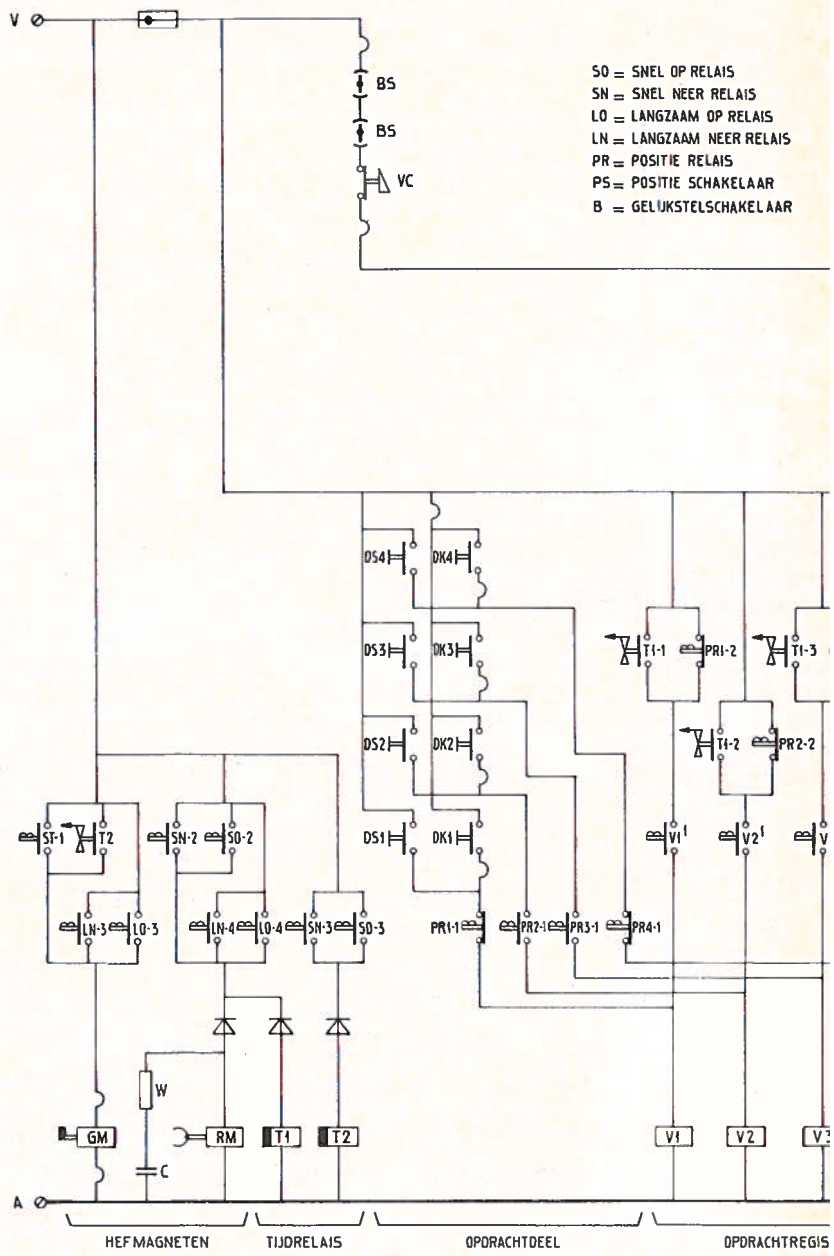 V
BS
BS
VC
SO = SNEL OP RELAIS
SN = SNEL NEER RELAIS
LO = LANGZAAM OP RELAIS
LN = LANGZAAM NEER RELAIS
PR = POSITIE RELAIS
PS = POSITIE SCHAKELAAR
B = GELIJKSTELSCHAKELAAR
DS4 DK4
DS3 DK3 T1-1 PR1-2 T1-3
DS2 DK2 T1-2 PR2-2
ST-1 T2 SN-2 SO-2 DS1 DK1 V1¹ V2¹ V
LN-3 LO-3 LN-4 LO-4 SN-3 SO-3 PR1-1 PR2-1 PR3-1 PR4-1
W
GM RM T1 T2 V1 V2 V3
C
A
HEFMAGNETEN TIJDRELAIS OPDRACHTDEEL OPDRACHTREGIS